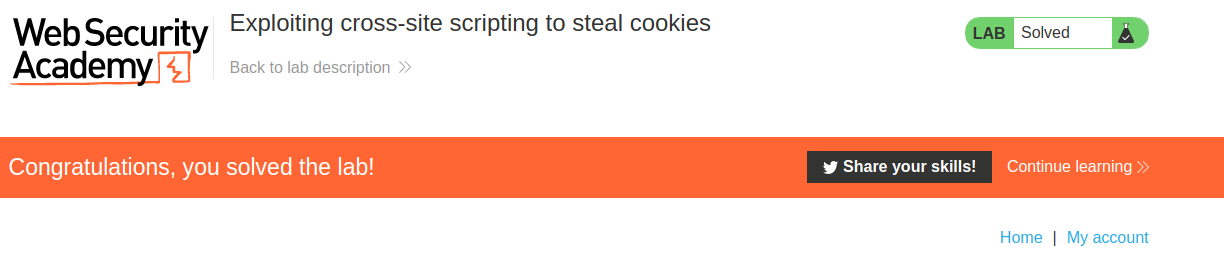 Web Security
Academy
Exploiting cross-site scripting to steal cookies
Back to lab description
LAB Solved
Congratulations, you solved the lab!
Share your skills!
Continue learning
Home | My account